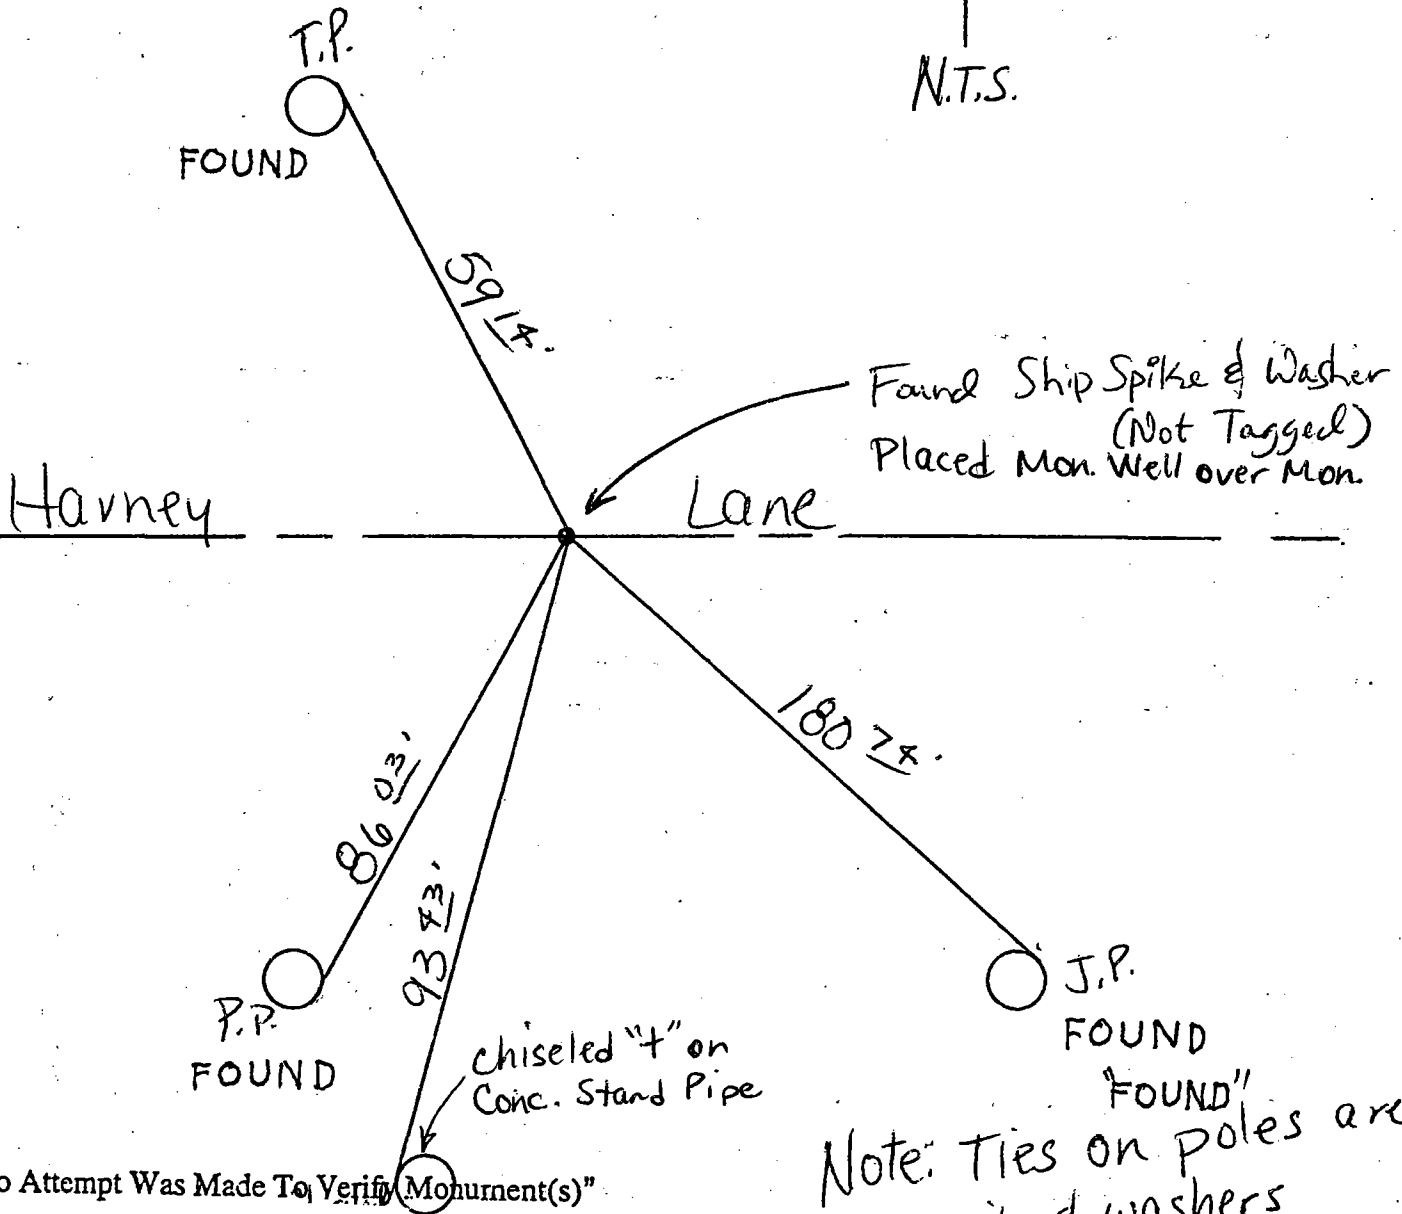 T.P.
N.T.S.
FOUND
59 14'
Found Ship Spike & Washer
(Not Tagged)
Placed Mon. Well over Mon.
Harney Lane
180 74'
86 03'
93 43'
J.P.
P.P.
FOUND
FOUND
chiseled "+" on
Conc. Stand Pipe
"FOUND"
Note: Ties on poles are
Attempt Was Made To Verify Monument(s)"
washers